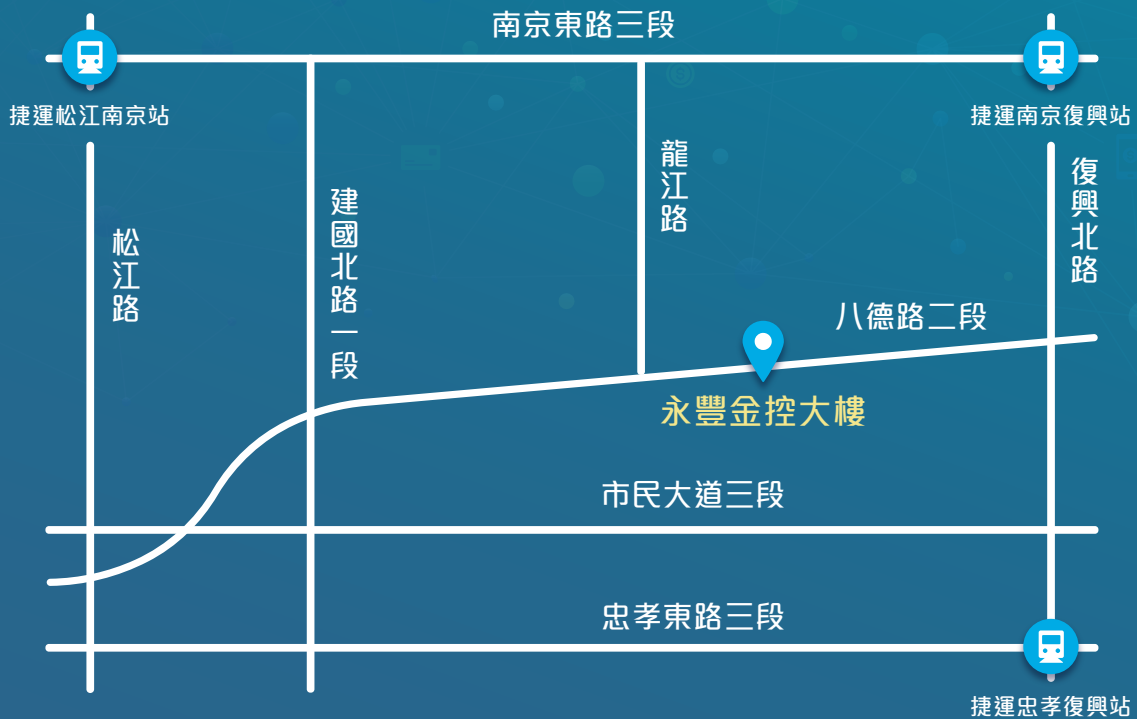 南京東路三段
捷運松江南京站
捷運南京復興站
龍江路
復興北路
建國北路一段
松江路
八德路二段
永豐金控大樓
市民大道三段
忠孝東路三段
捷運忠孝復興站